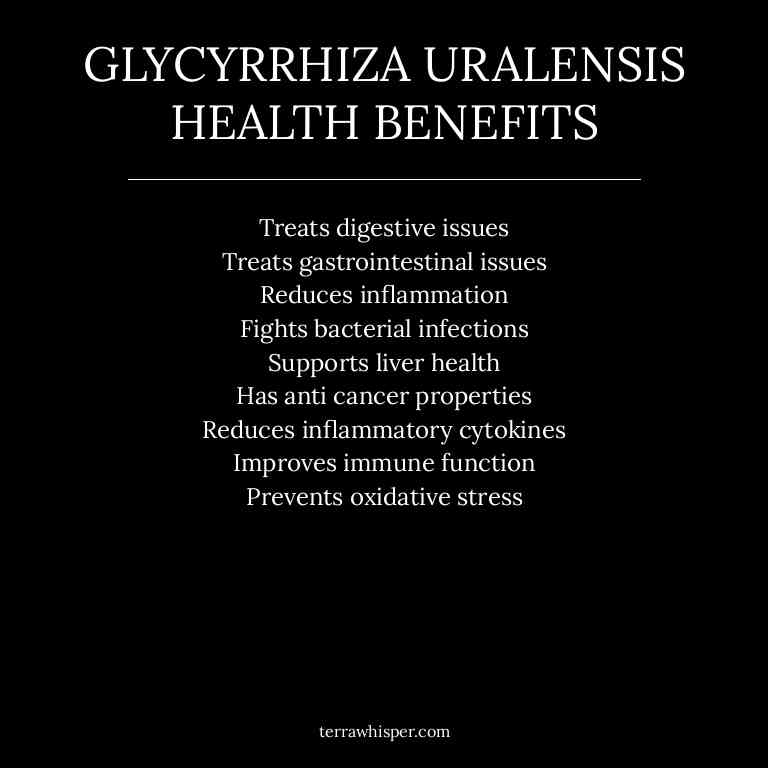 GLYCYRRHIZA URALENSIS
HEALTH BENEFITS
Treats digestive issues
Treats gastrointestinal issues
Reduces inflammation
Fights bacterial infections
Supports liver health
Has anti cancer properties
Reduces inflammatory cytokines
Improves immune function
Prevents oxidative stress
terrawhisper.com